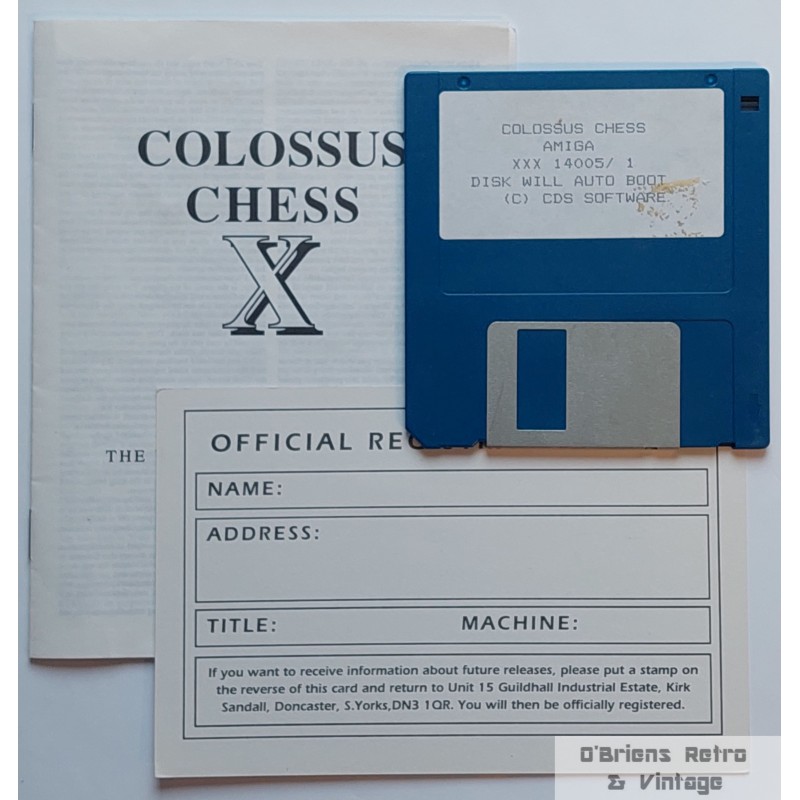 COLOSSUS
CHESS
X
THE
COLOSSUS CHESS
AMIGA
XXX 14005/ 1
DISK WILL AUTO BOOT
(C) CDS SOFTWARE
OFFICIAL
NAME:
ADDRESS:
TITLE: MACHINE:
If you want to receive information about future releases, please put a stamp on
the reverse of this card and return to Unit 15 Guildhall Industrial Estate, Kirk
Sandall, Doncaster, S.Yorks,DN3 1QR. You will then be officially registered.
O'Briens Retro
& Vintage